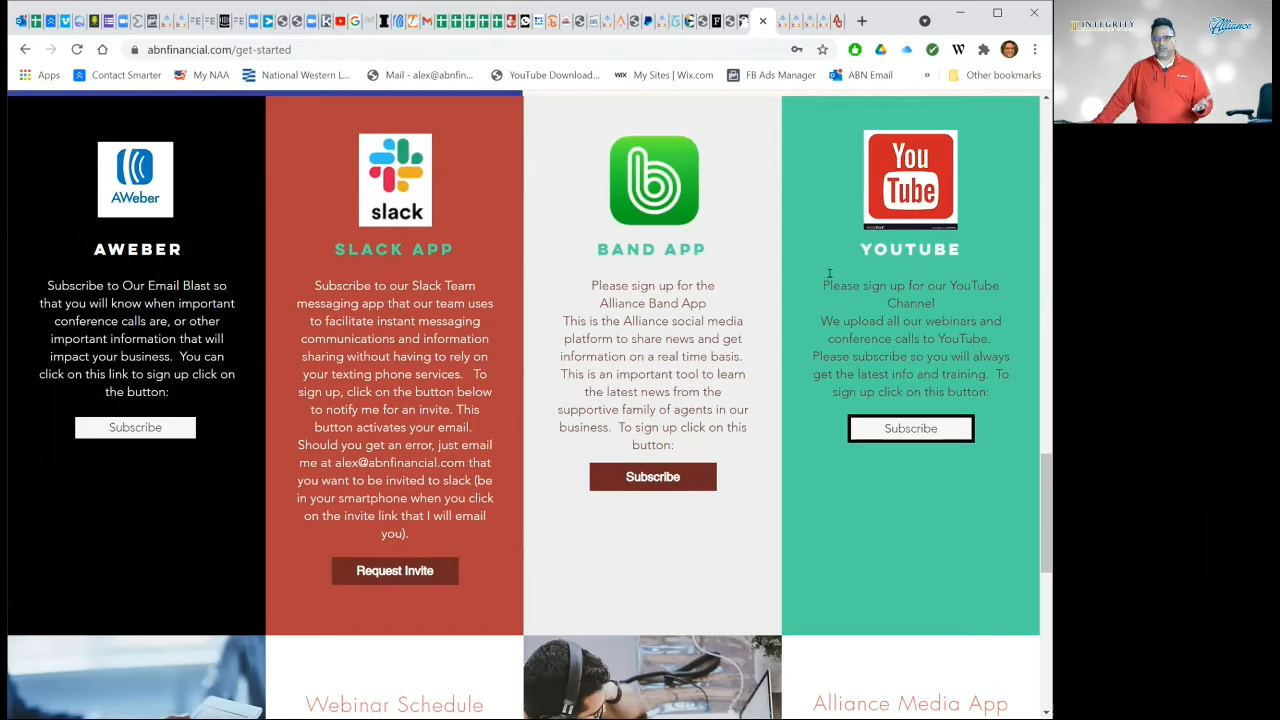 FE
FE
INTEGRITY
Alliance
abnfinancial.com/get-started
W
Apps
Contact Smarter
My NAA
National Western L...
Mail - alex@abnfin...
YouTube Download...
WIX My Sites | Wix.com
FB Ads Manager
ABN Email
»
Other bookmarks
AWeber
AWEBER
Subscribe to Our Email Blast so
that you will know when important
conference calls are, or other
important information that will
impact your business. You can
click on this link to sign up click on
the button:
Subscribe
slack
SLACK APP
Subscribe to our Slack Team
messaging app that our team uses
to facilitate instant messaging
communications and information
sharing without having to rely on
your texting phone services. To
sign up, click on the button below
to notify me for an invite. This
button activates your email.
Should you get an error, just email
me at alex@abnfinancial.com that
you want to be invited to slack (be
in your smartphone when you click
on the invite link that I will email
you).
Request Invite
b
BAND APP
Please sign up for the
Alliance Band App
This is the Alliance social media
platform to share news and get
information on a real time basis.
This is an important tool to learn
the latest news from the
supportive family of agents in our
business. To sign up click on this
button:
Subscribe
You
Tube
YOUTUBE
Please sign up for our YouTube
Channel
We upload all our webinars and
conference calls to YouTube.
Please subscribe so you will always
get the latest info and training. To
sign up click on this button:
Subscribe
Webinar Schedule
Alliance Media App